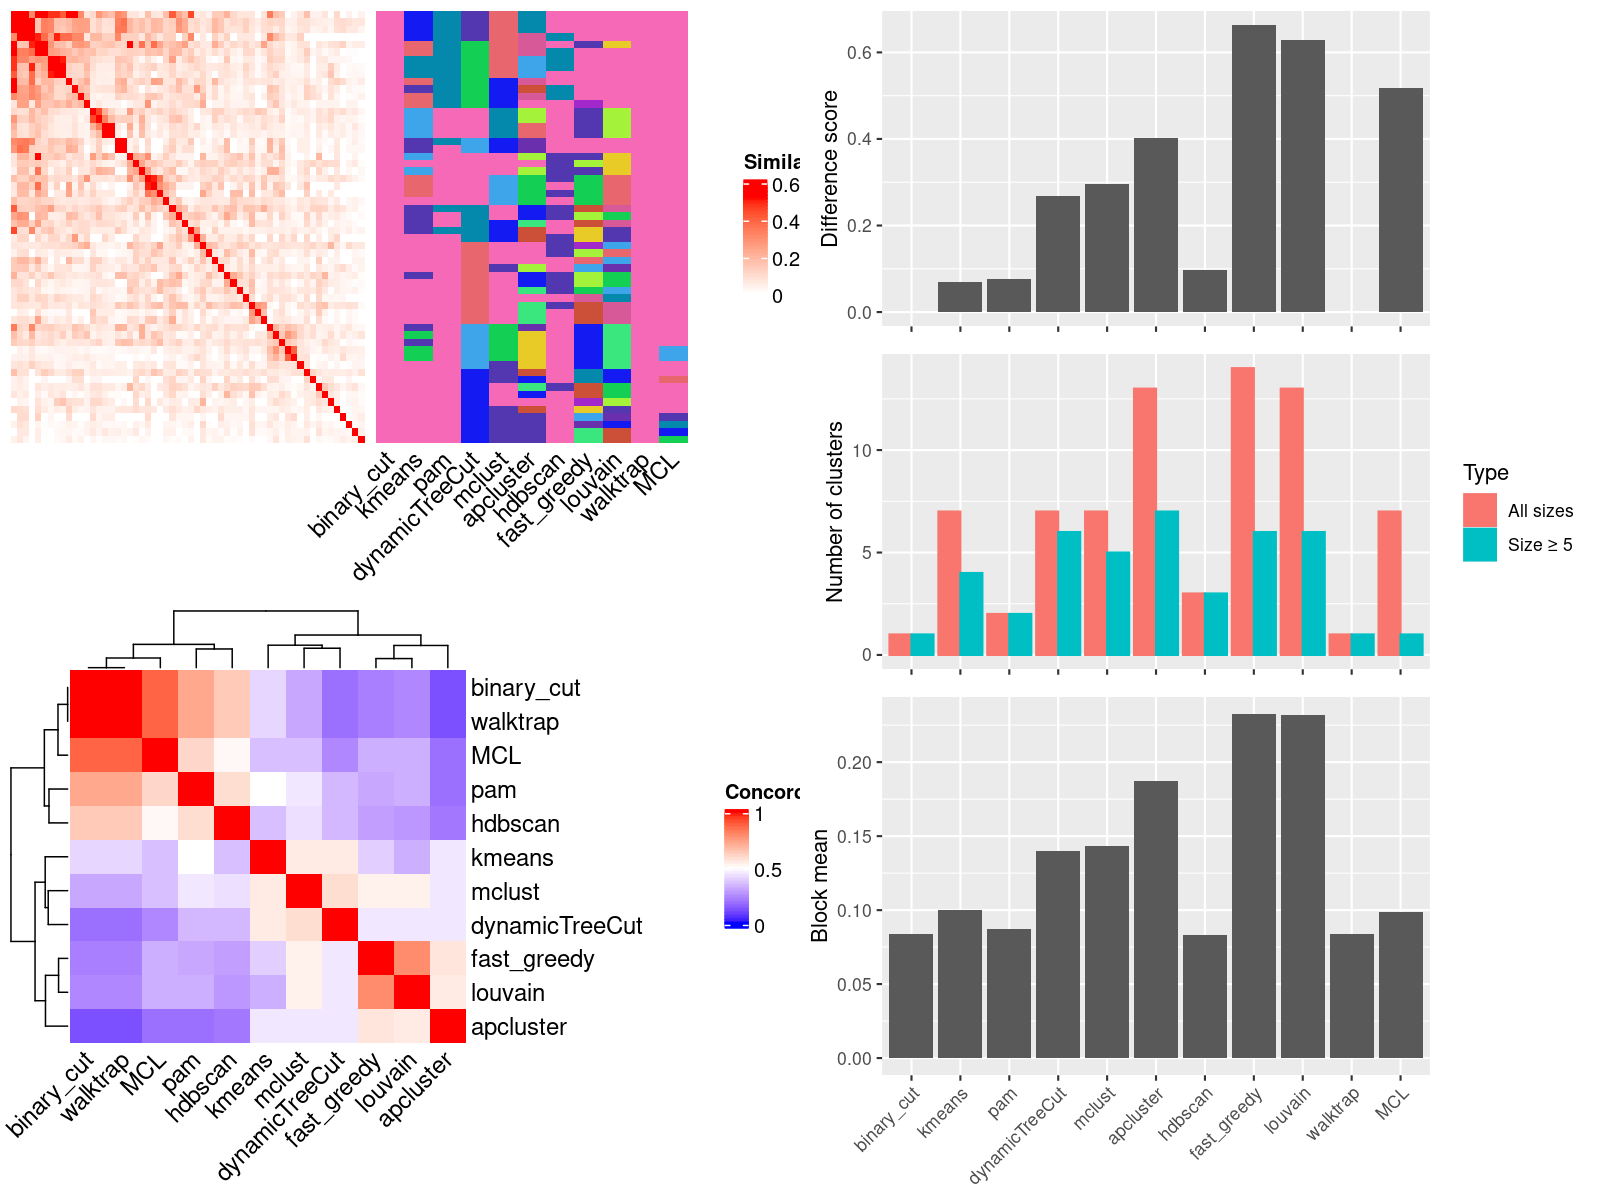 Simila
0.6
0.4
0.2
0
binary_cut
kmeans
pam
dynamicTreeCut
mclust
apcluster
hdbscan
fast_greedy
louvain
walktrap
MCL
Difference score
0.6
0.4
0.2
0.0
Number of clusters
10
5
0
Type
All sizes
Size ≥ 5
binary_cut
walktrap
MCL
pam
hdbscan
kmeans
mclust
dynamicTreeCut
fast_greedy
louvain
apcluster
binary_cut
walktrap
MCL
pam
hdbscan
kmeans
mclust
dynamicTreeCut
fast_greedy
louvain
apcluster
Concord
1
0.5
0
Block mean
0.20
0.15
0.10
0.05
0.00
binary_cut
kmeans
pam
dynamicTreeCut
mclust
apcluster
hdbscan
fast_greedy
louvain
walktrap
MCL